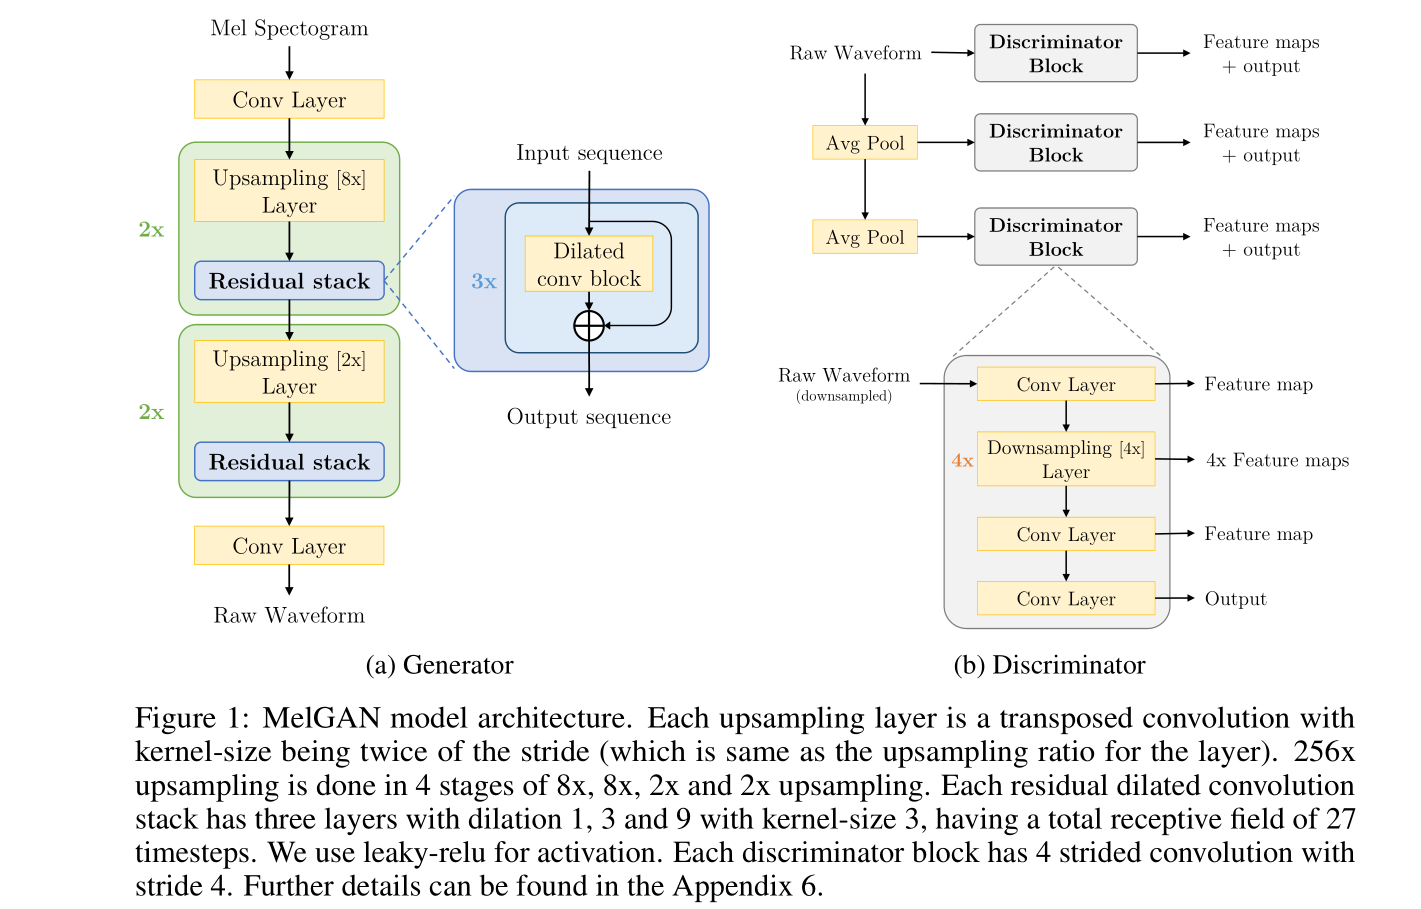 Mel Spectogram
Conv Layer
Upsampling [8x]
Layer
2x
Residual stack
Upsampling [2x]
Layer
2x
Residual stack
Conv Layer
Raw Waveform
Input sequence
Dilated
conv block
3x
Output sequence
(a) Generator
Raw Waveform
Discriminator
Block
Feature maps
+ output
Avg Pool
Discriminator
Block
Feature maps
+ output
Avg Pool
Discriminator
Block
Feature maps
+ output
Raw Waveform
(downsampled)
Conv Layer
Feature map
4x
Downsampling [4x]
Layer
4x Feature maps
Conv Layer
Feature map
Conv Layer
Output
(b) Discriminator
Figure 1: MelGAN model architecture. Each upsampling layer is a transposed convolution with
kernel-size being twice of the stride (which is same as the upsampling ratio for the layer). 256x
upsampling is done in 4 stages of 8x, 8x, 2x and 2x upsampling. Each residual dilated convolution
stack has three layers with dilation 1, 3 and 9 with kernel-size 3, having a total receptive field of 27
timesteps. We use leaky-relu for activation. Each discriminator block has 4 strided convolution with
stride 4. Further details can be found in the Appendix 6.